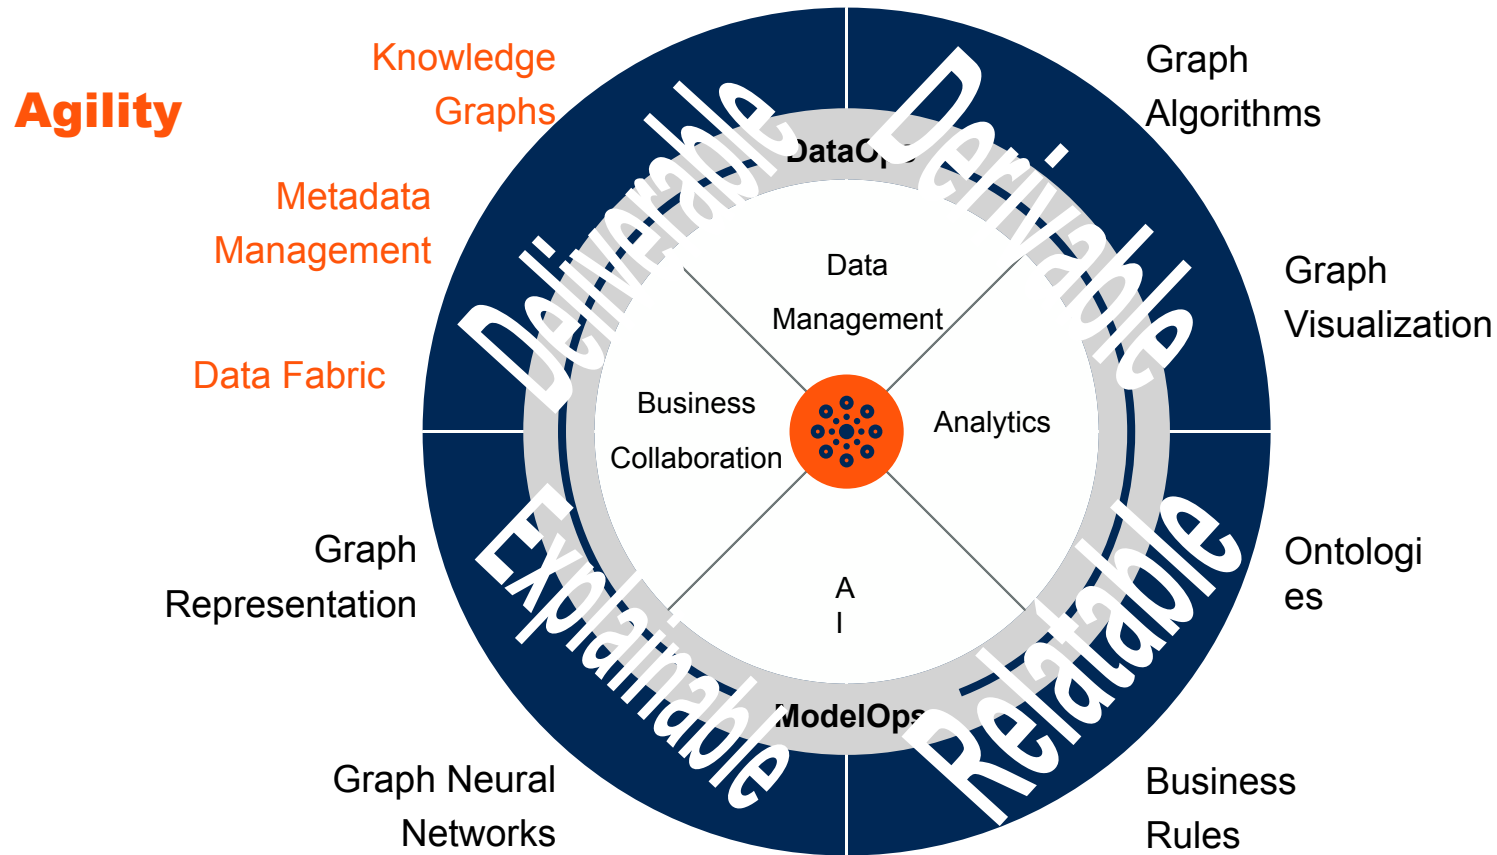 Agility
Knowledge
Graphs
Metadata
Management
Data Fabric
Graph
Representation
Graph Neural
Networks
Deliverable
Derivable
Explainable
Relatable
DataOps
Data
Management
Business
Collaboration
Analytics
A
I
ModelOps
Graph
Algorithms
Graph
Visualization
Ontologi
es
Business
Rules